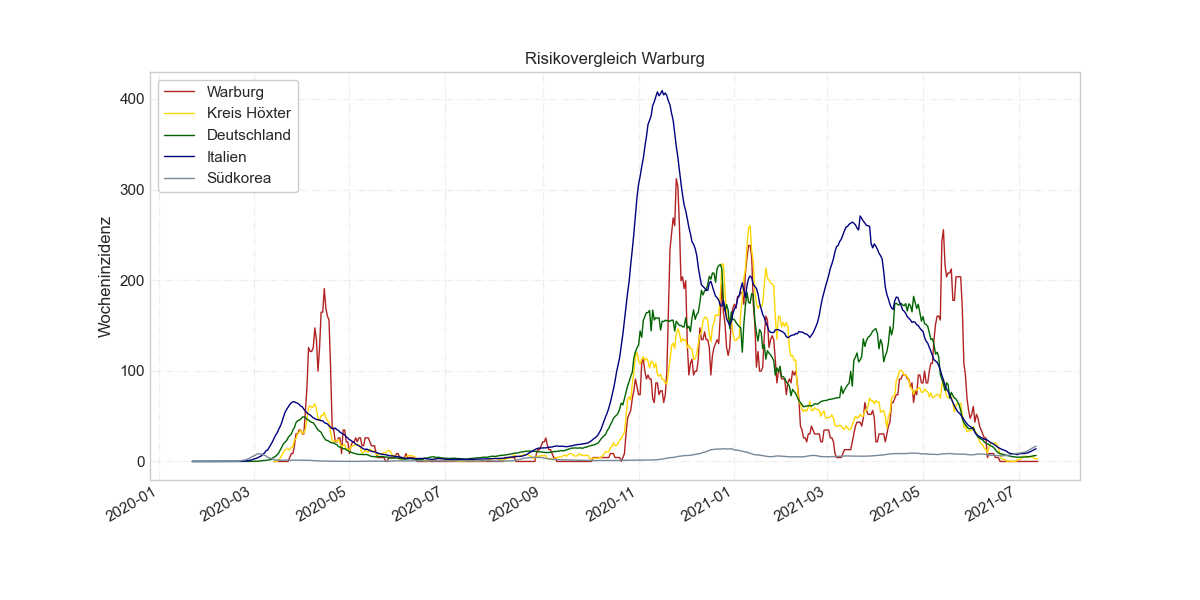 Risikovergleich Warburg
Warburg
Kreis Höxter
Deutschland
Italien
Südkorea
Wocheninzidenz
400
300
200
100
0
2020-01
2020-03
2020-05
2020-07
2020-09
2020-11
2021-01
2021-03
2021-05
2021-07